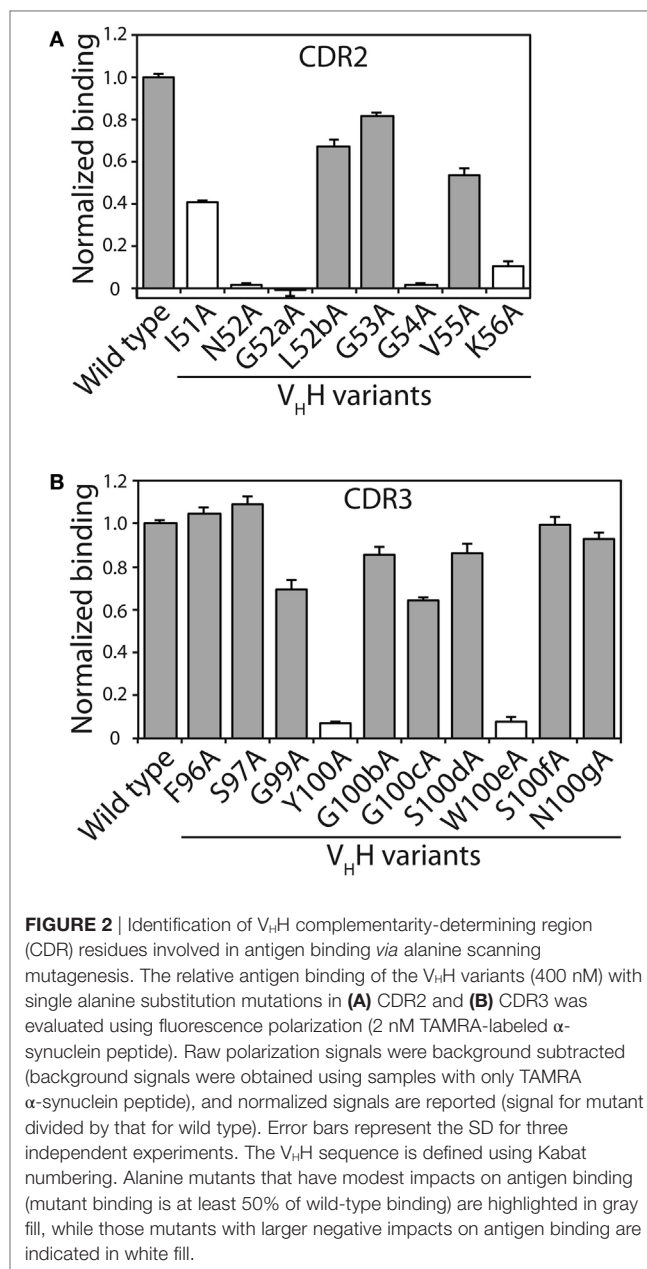 A
CDR2
Normalized binding
1.2
1.0
0.8
0.6
0.4
0.2
0
Wild type
I51A
N52A
G52aA
L52bA
G53A
G54A
V55A
K56A
VHH variants
B
CDR3
Normalized binding
1.2
1.0
0.8
0.6
0.4
0.2
0
Wild type
F96A
S97A
G99A
Y100A
G100bA
G100cA
S100dA
W100eA
S100fA
N100gA
VHH variants
FIGURE 2 | Identification of VHH complementarity-determining region
(CDR) residues involved in antigen binding via alanine scanning
mutagenesis. The relative antigen binding of the VHH variants (400 nM) with
single alanine substitution mutations in (A) CDR2 and (B) CDR3 was
evaluated using fluorescence polarization (2 nM TAMRA-labeled α-
synuclein peptide). Raw polarization signals were background subtracted
(background signals were obtained using samples with only TAMRA
α-synuclein peptide), and normalized signals are reported (signal for mutant
divided by that for wild type). Error bars represent the SD for three
independent experiments. The VHH sequence is defined using Kabat
numbering. Alanine mutants that have modest impacts on antigen binding
(mutant binding is at least 50% of wild-type binding) are highlighted in gray
fill, while those mutants with larger negative impacts on antigen binding are
indicated in white fill.